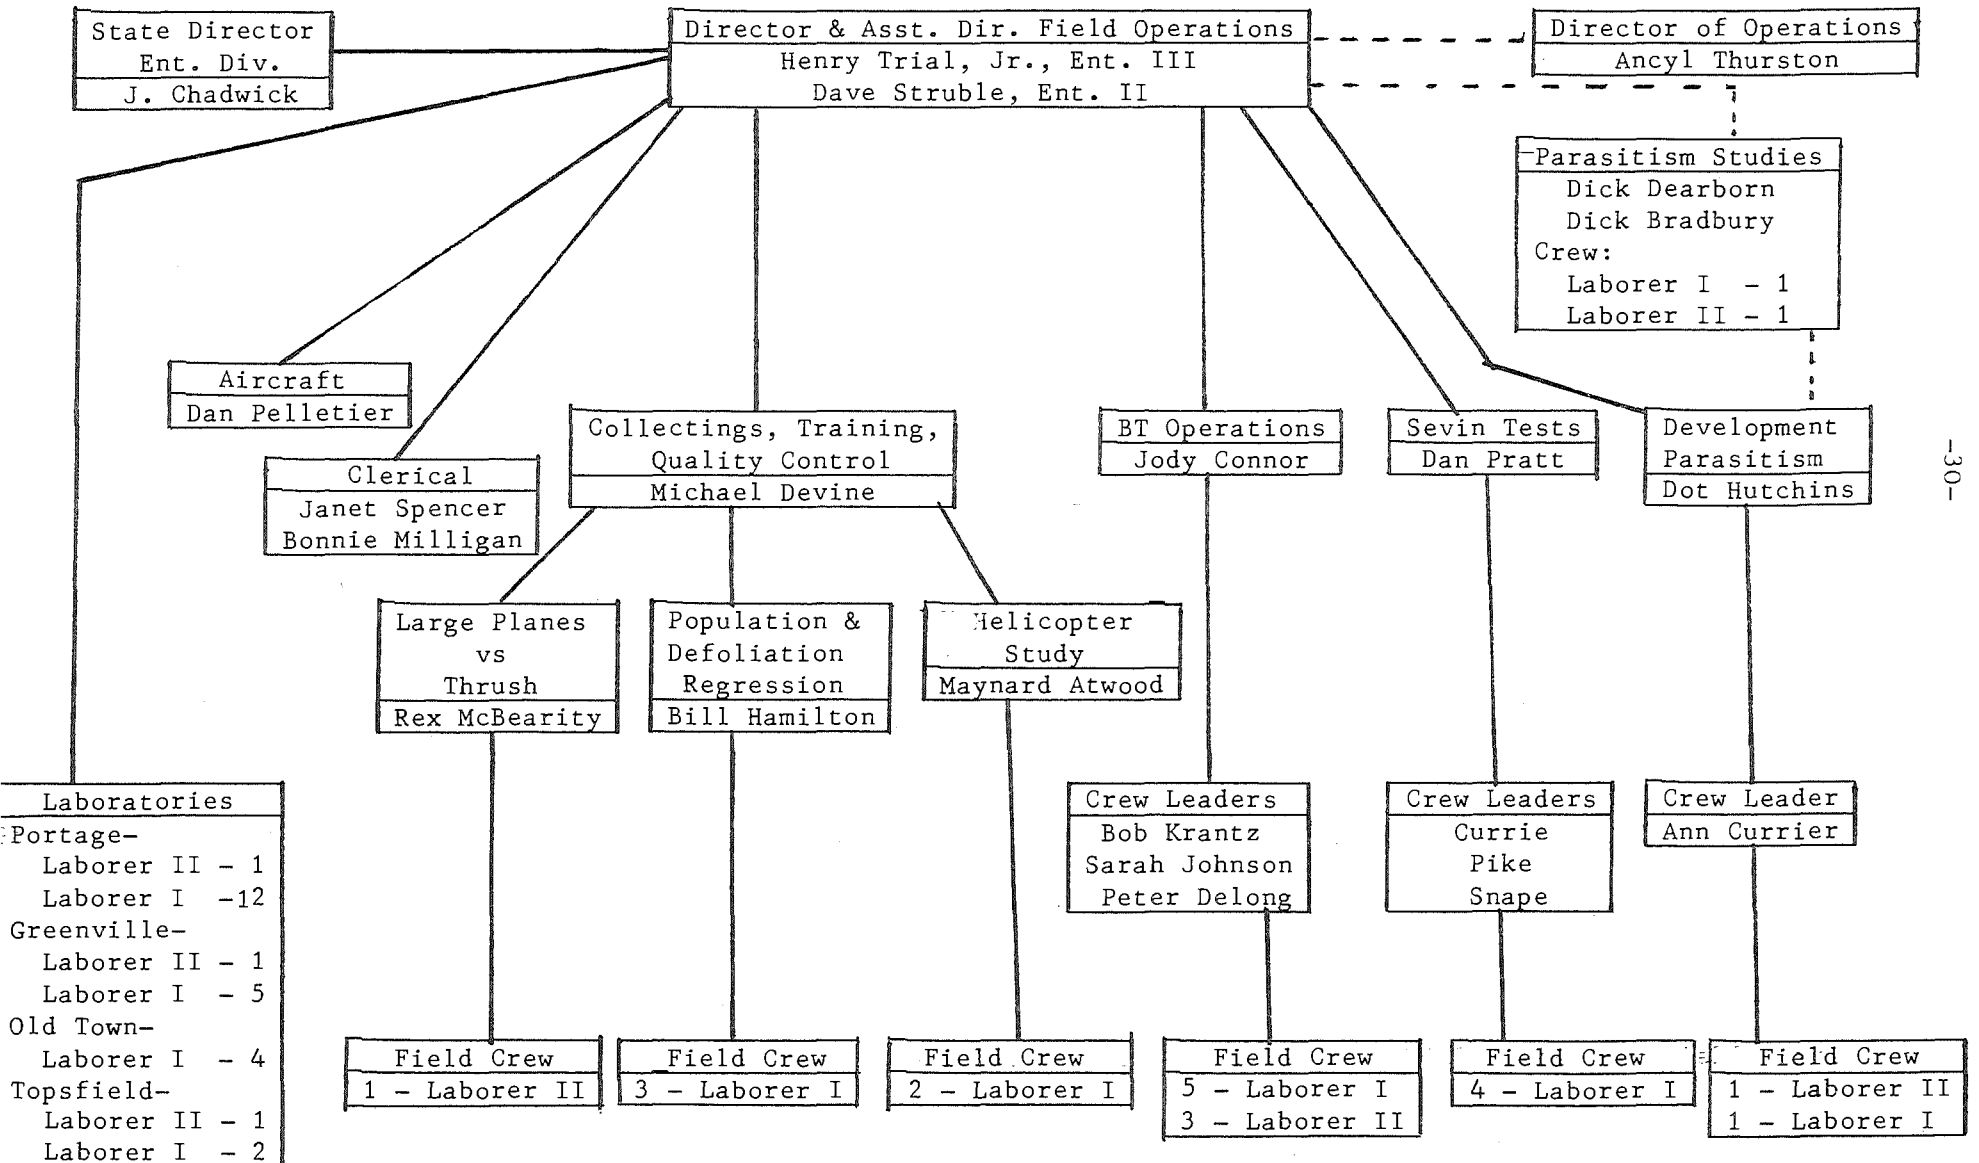 State Director
Ent. Div.
J. Chadwick
Director & Asst. Dir. Field Operations
Henry Trial, Jr., Ent. III
Dave Struble, Ent. II
Director of Operations
Ancyl Thurston
Parasitism Studies
Dick Dearborn
Dick Bradbury
Crew:
Laborer I - 1
Laborer II - 1
Aircraft
Dan Pelletier
Clerical
Janet Spencer
Bonnie Milligan
Collectings, Training,
Quality Control
Michael Devine
BT Operations
Jody Connor
Sevin Tests
Dan Pratt
Development
Parasitism
Dot Hutchins
-30-
Large Planes
vs
Thrush
Rex McBearity
Population &
Defoliation
Regression
Bill Hamilton
Helicopter
Study
Maynard Atwood
Laboratories
Portage-
Laborer II - 1
Laborer I -12
Greenville-
Laborer II - 1
Laborer I - 5
Old Town-
Laborer I - 4
Topsfield-
Laborer II - 1
Laborer I - 2
Crew Leaders
Bob Krantz
Sarah Johnson
Peter Delong
Crew Leaders
Currie
Pike
Snape
Crew Leader
Ann Currier
Field Crew
1 - Laborer II
Field Crew
3 - Laborer I
Field Crew
2 - Laborer I
Field Crew
5 - Laborer I
3 - Laborer II
Field Crew
4 - Laborer I
Field Crew
1 - Laborer II
1 - Laborer I